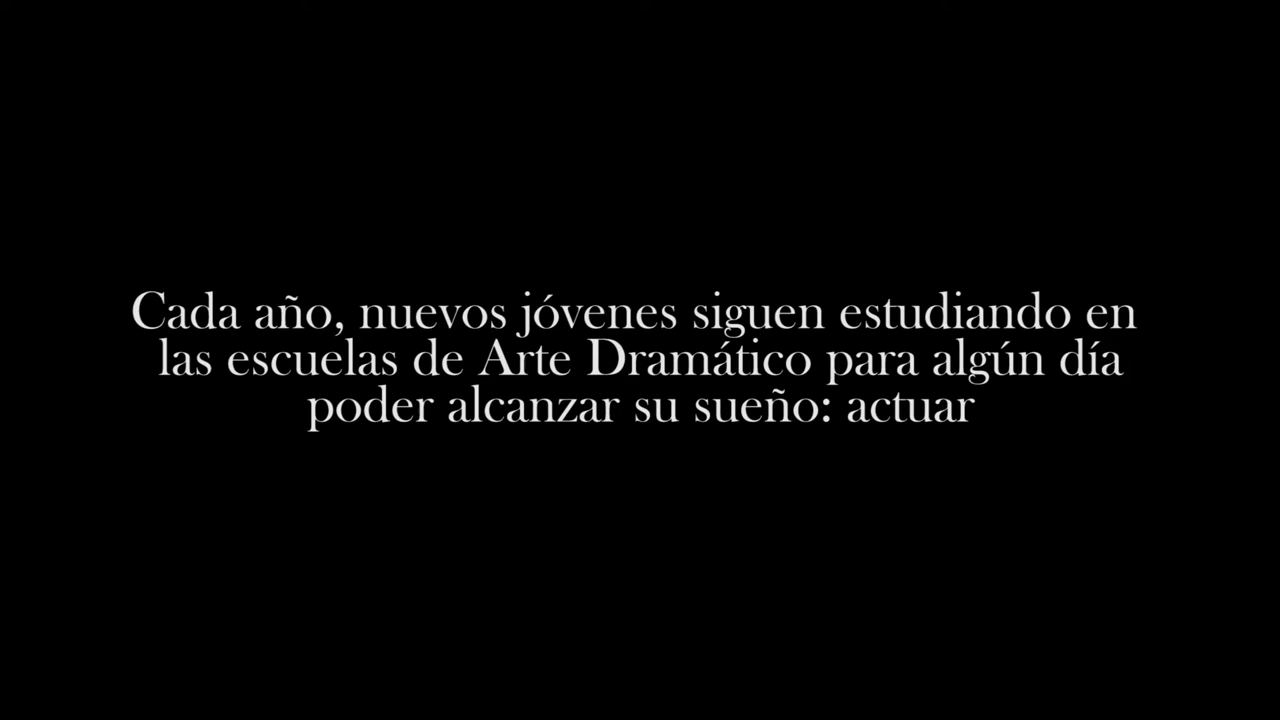 Cada año, nuevos jóvenes siguen estudiando en
las escuelas de Arte Dramático para algún día
poder alcanzar su sueño: actuar